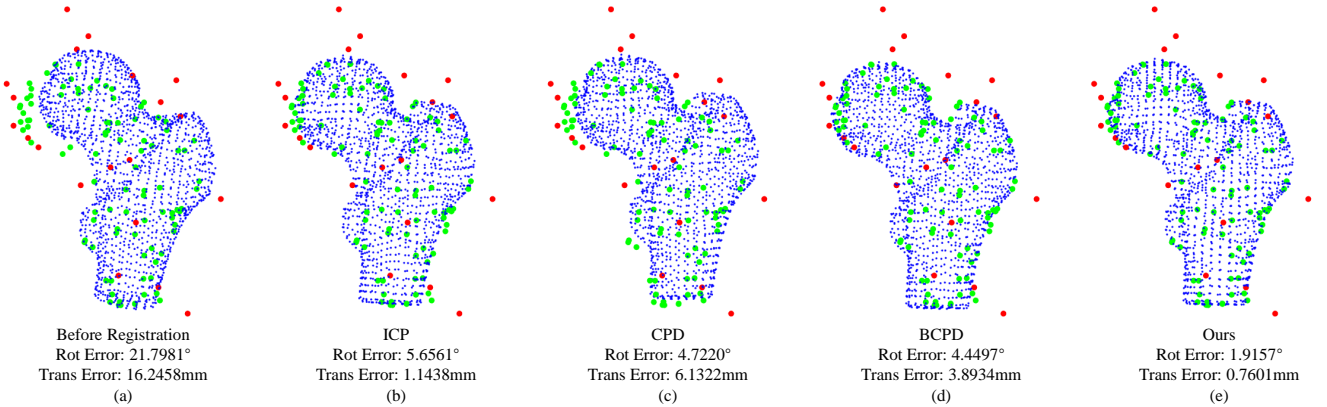 Before Registration
Rot Error: 21.7981°
Trans Error: 16.2458mm
(a)
ICP
Rot Error: 5.6561°
Trans Error: 1.1438mm
(b)
CPD
Rot Error: 4.7220°
Trans Error: 6.1322mm
(c)
BCPD
Rot Error: 4.4497°
Trans Error: 3.8934mm
(d)
Ours
Rot Error: 1.9157°
Trans Error: 0.7601mm
(e)